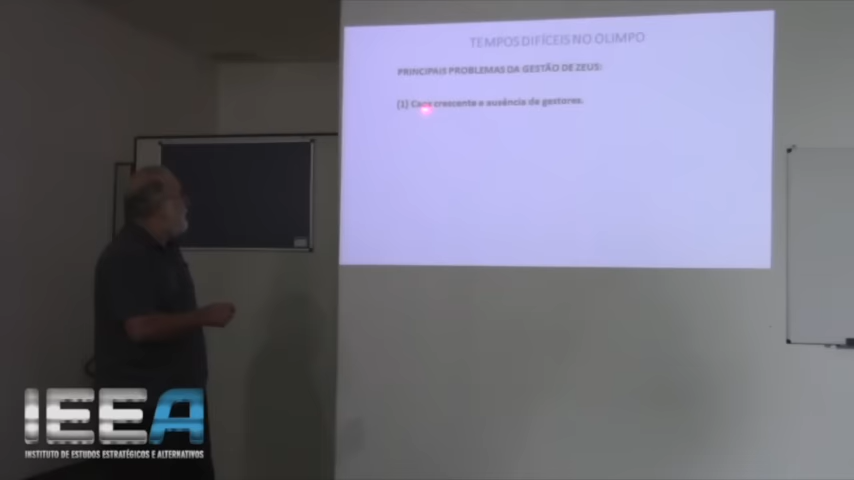 TEMPOS DIFÍCEIS NO OLIMPO
PRINCIPAIS PROBLEMAS DA GESTÃO DE ZEUS:
(1) Caos crescente e ausência de gestores.
IEEA
INSTITUTO DE ESTUDOS ESTRATÉGICOS E ALTERNATIVOS